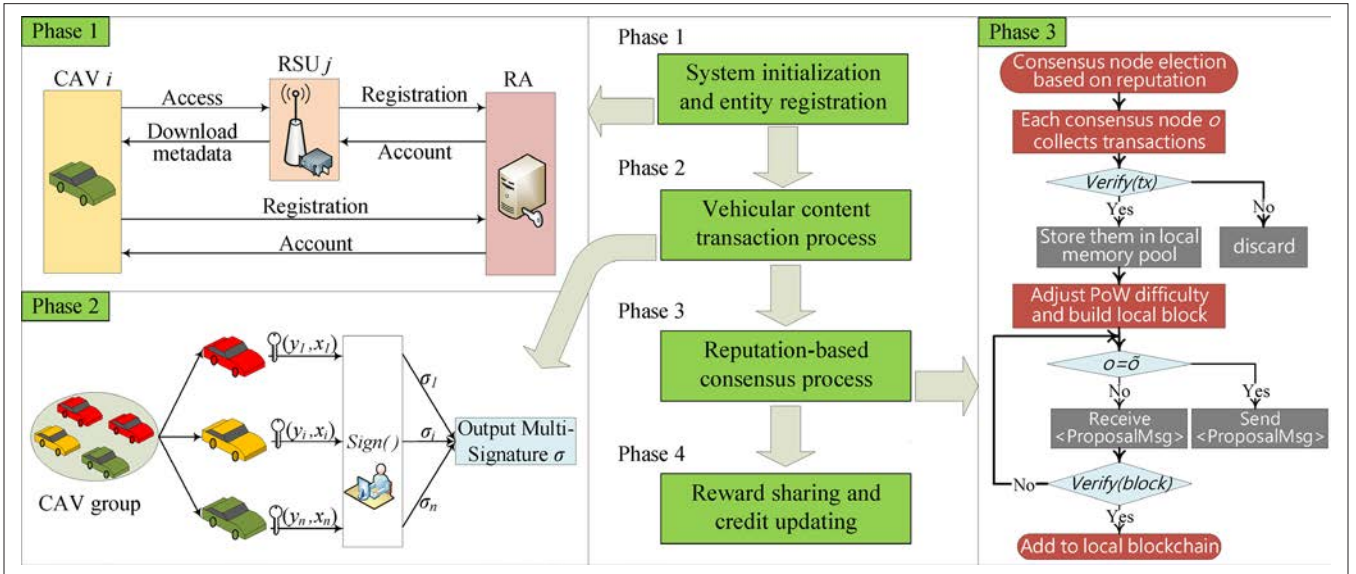 Phase 1
CAV i
RSU j
RA
Access
Registration
Download
metadata
Account
Registration
Account
Phase 2
CAV group
(y1,x1)
(yi,xi)
(yn,xn)
Sign()
σ1
σi
σn
Output Multi-
Signature σ
Phase 1
System initialization
and entity registration
Phase 2
Vehicular content
transaction process
Phase 3
Reputation-based
consensus process
Phase 4
Reward sharing and
credit updating
Phase 3
Consensus node election
based on reputation
Each consensus node o
collects transactions
Verify(tx)
Yes
No
Store them in local
memory pool
discard
Adjust PoW difficulty
and build local block
o=õ
No
Yes
Receive
<ProposalMsg>
Send
<ProposalMsg>
No
Verify(block)
Yes
Add to local blockchain